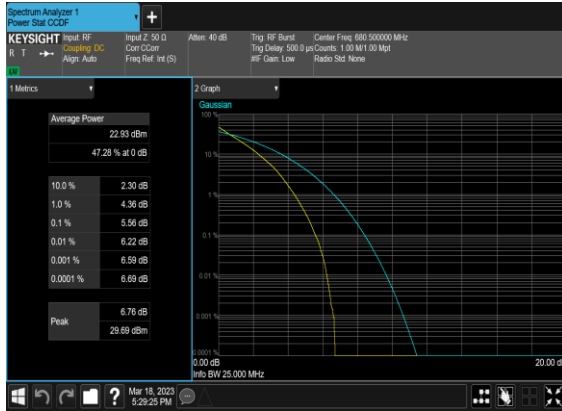 Spectrum Analyzer 1
Power Stat CCDF
+
KEYSIGHT
R T
LU
Input: RF
Coupling: DC
Align: Auto
Input Z: 50 Ω
Corr CCorr
Freq Ref: Int (S)
Atten: 40 dB
Trig: RF Burst
Trig Delay: 500.0 µs
#IF Gain: Low
Center Freq: 680.500000 MHz
Counts: 1.00 M/1.00 Mpt
Radio Std: None
1 Metrics
Average Power
22.93 dBm
47.28 % at 0 dB
10.0 % 2.30 dB
1.0 % 4.36 dB
0.1 % 5.56 dB
0.01 % 6.22 dB
0.001 % 6.59 dB
0.0001 % 6.69 dB
Peak
6.76 dB
29.69 dBm
2 Graph
Gaussian
100 %
10 %
1 %
0.1 %
0.01 %
0.001 %
0.0001 %
0.00 dB
20.00 d
Info BW 25.000 MHz
?
Mar 18, 2023
5:29:25 PM